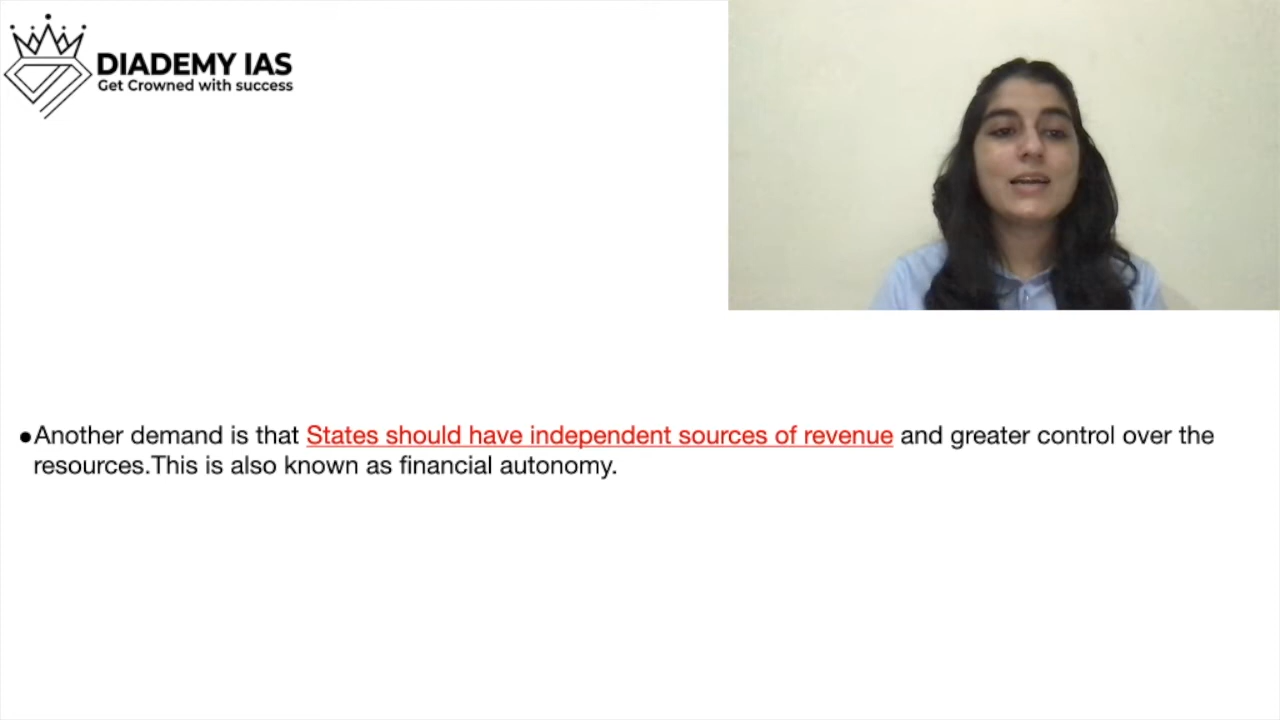 DIADEMY IAS
Get Crowned with success
•Another demand is that States should have independent sources of revenue and greater control over the
resources.This is also known as financial autonomy.